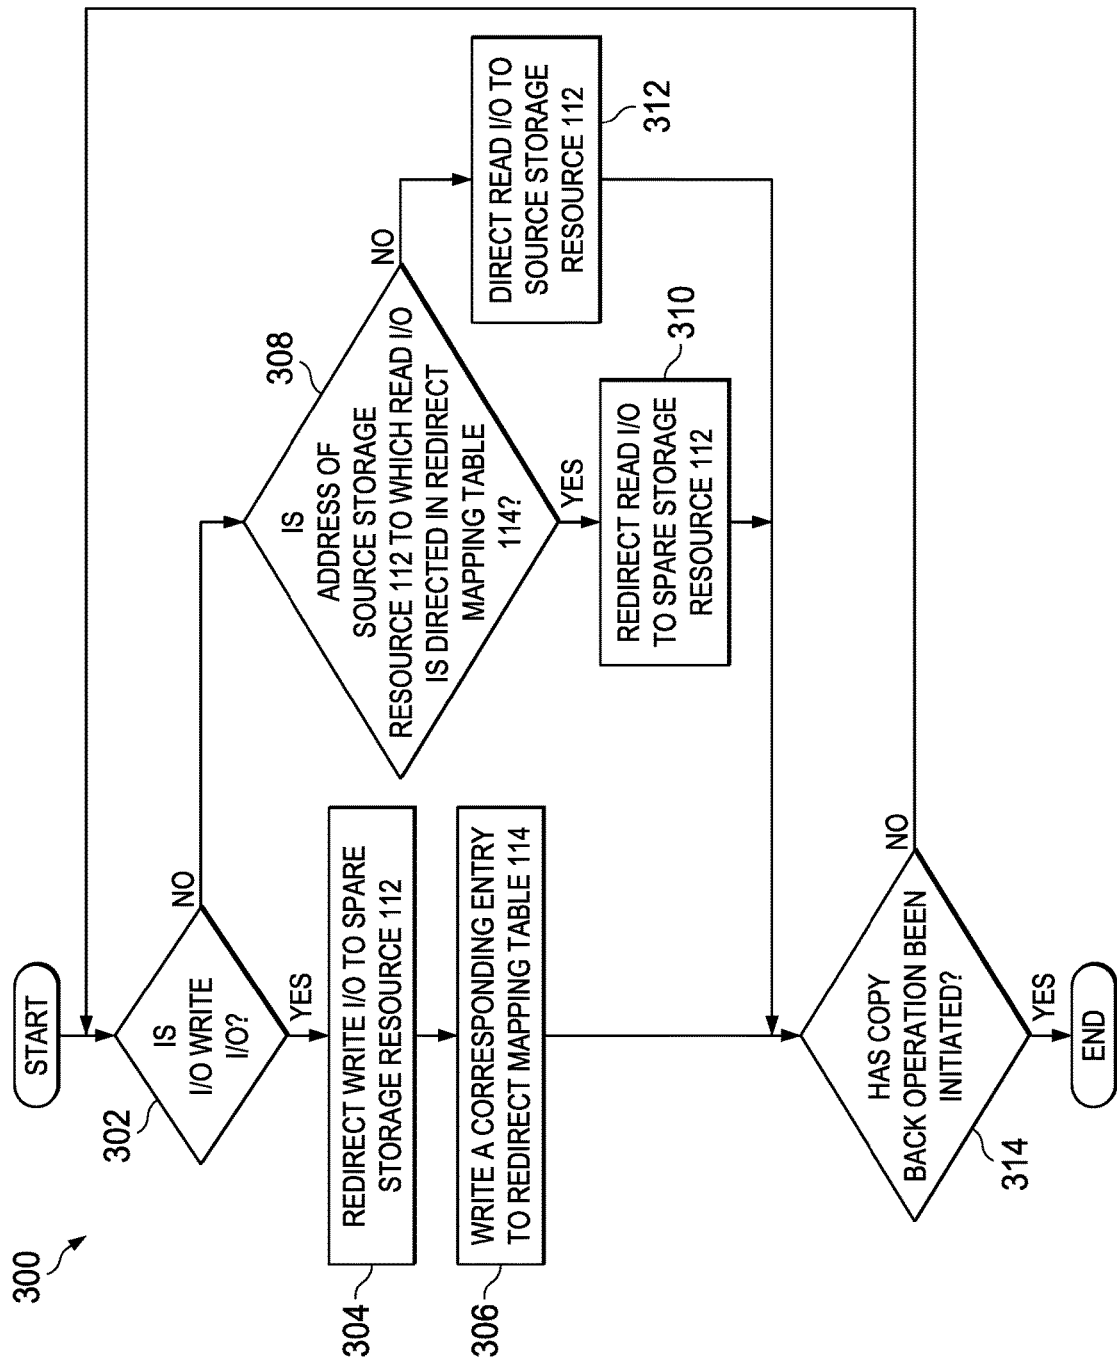 300
START
302
IS
I/O WRITE
I/O?
NO
YES
304
REDIRECT WRITE I/O TO SPARE
STORAGE RESOURCE 112
306
WRITE A CORRESPONDING ENTRY
TO REDIRECT MAPPING TABLE 114
308
IS
ADDRESS OF
SOURCE STORAGE
RESOURCE 112 TO WHICH READ I/O
IS DIRECTED IN REDIRECT
MAPPING TABLE
114?
NO
YES
310
REDIRECT READ I/O
TO SPARE STORAGE
RESOURCE 112
DIRECT READ I/O TO
SOURCE STORAGE
RESOURCE 112
312
HAS COPY
BACK OPERATION BEEN
INITIATED?
314
NO
YES
END